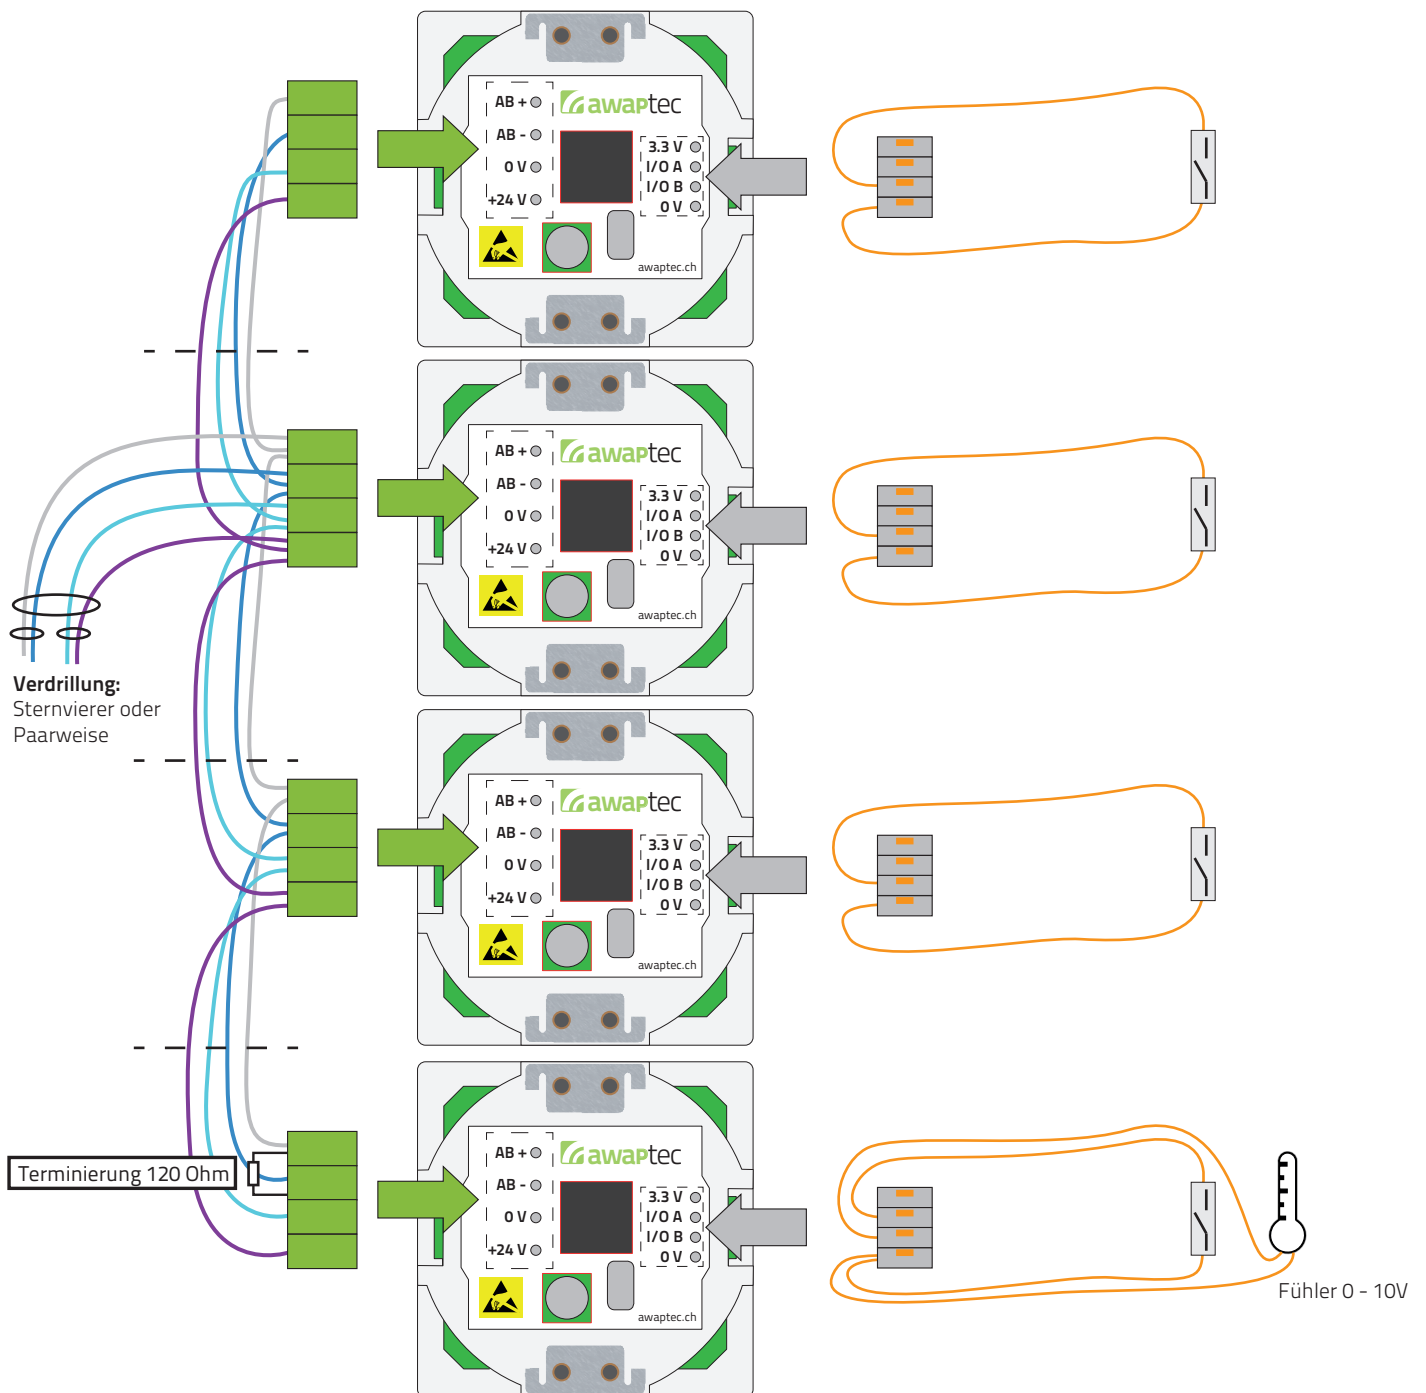 AB +
awaptec
AB -
3.3 V
0 V
I/O A
I/O B
+24 V
0 V
awaptec.ch
AB +
awaptec
AB -
3.3 V
0 V
I/O A
I/O B
+24 V
0 V
awaptec.ch
Verdrillung:
Sternvierer oder
Paarweise
AB +
awaptec
AB -
3.3 V
0 V
I/O A
I/O B
+24 V
0 V
awaptec.ch
AB +
awaptec
Terminierung 120 Ohm
AB -
3.3 V
0 V
I/O A
I/O B
+24 V
0 V
Fühler 0 - 10V
awaptec.ch